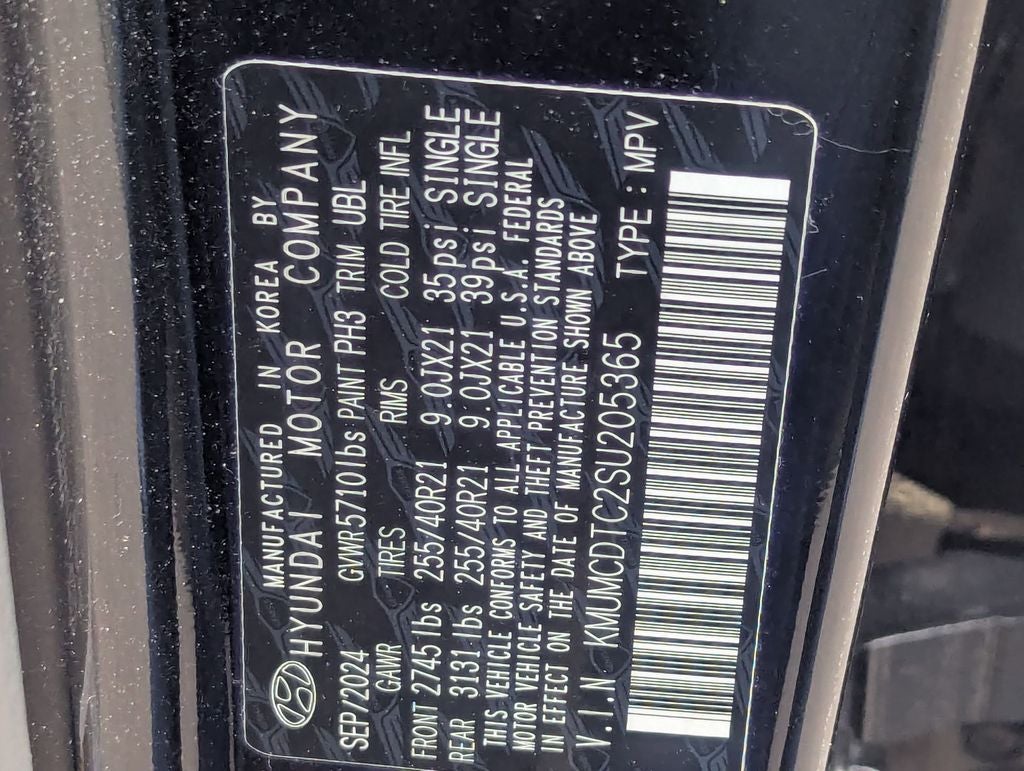 MANUFACTURED IN KOREA BY
HYUNDAI MOTOR COMPANY
SEP/2024 GWR5710lbs PAINT PH3 TRIM UBL
GAWR TIRES RMS COLD TIRE INFL
FRONT 2745lbs 255/40R21 9.0JX21 35psi SINGLE
REAR 3131lbs 255/40R21 9.0JX21 39psi SINGLE
THIS VEHICLE CONFORMS TO ALL APPLICABLE U.S.A. FEDERAL
MOTOR VEHICLE SAFETY AND THEFT PREVENTION STANDARDS
IN EFFECT ON THE DATE OF MANUFACTURE SHOWN ABOVE
V.I.N KMUMCDTC2SU205365 TYPE : MPV